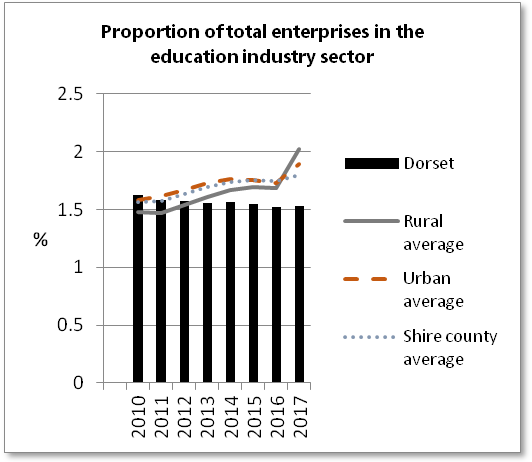 Proportion of total enterprises in the
education industry sector
2.5
2
1.5
1
0.5
0
%
2010
2011
2012
2013
2014
2015
2016
2017
Dorset
Rural
average
Urban
average
Shire county
average